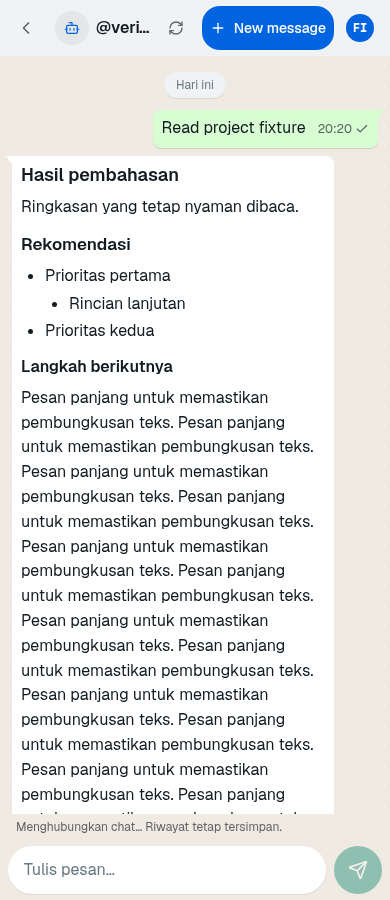 @veri...
+ New message
FI
Hari ini
Read project fixture 20:20
Hasil pembahasan
Ringkasan yang tetap nyaman dibaca.
Rekomendasi
• Prioritas pertama
• Rincian lanjutan
• Prioritas kedua
Langkah berikutnya
Pesan panjang untuk memastikan
pembungkusan teks. Pesan panjang
untuk memastikan pembungkusan teks.
Pesan panjang untuk memastikan
pembungkusan teks. Pesan panjang
untuk memastikan pembungkusan teks.
Pesan panjang untuk memastikan
pembungkusan teks. Pesan panjang
untuk memastikan pembungkusan teks.
Pesan panjang untuk memastikan
pembungkusan teks. Pesan panjang
untuk memastikan pembungkusan teks.
Pesan panjang untuk memastikan
pembungkusan teks. Pesan panjang
untuk memastikan pembungkusan teks.
Pesan panjang untuk memastikan
pembungkusan teks. Pesan panjang
Menghubungkan chat... Riwayat tetap tersimpan.
Tulis pesan...